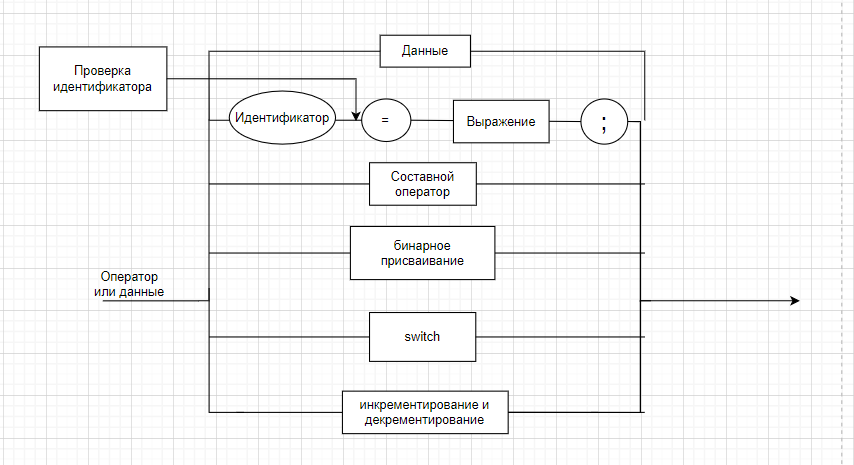 Данные
Проверка
идентификатора
Идентификатор
=
Выражение
;
Составной
оператор
бинарное
присваивание
Оператор
или данные
switch
инкрементирование и
декрементирование